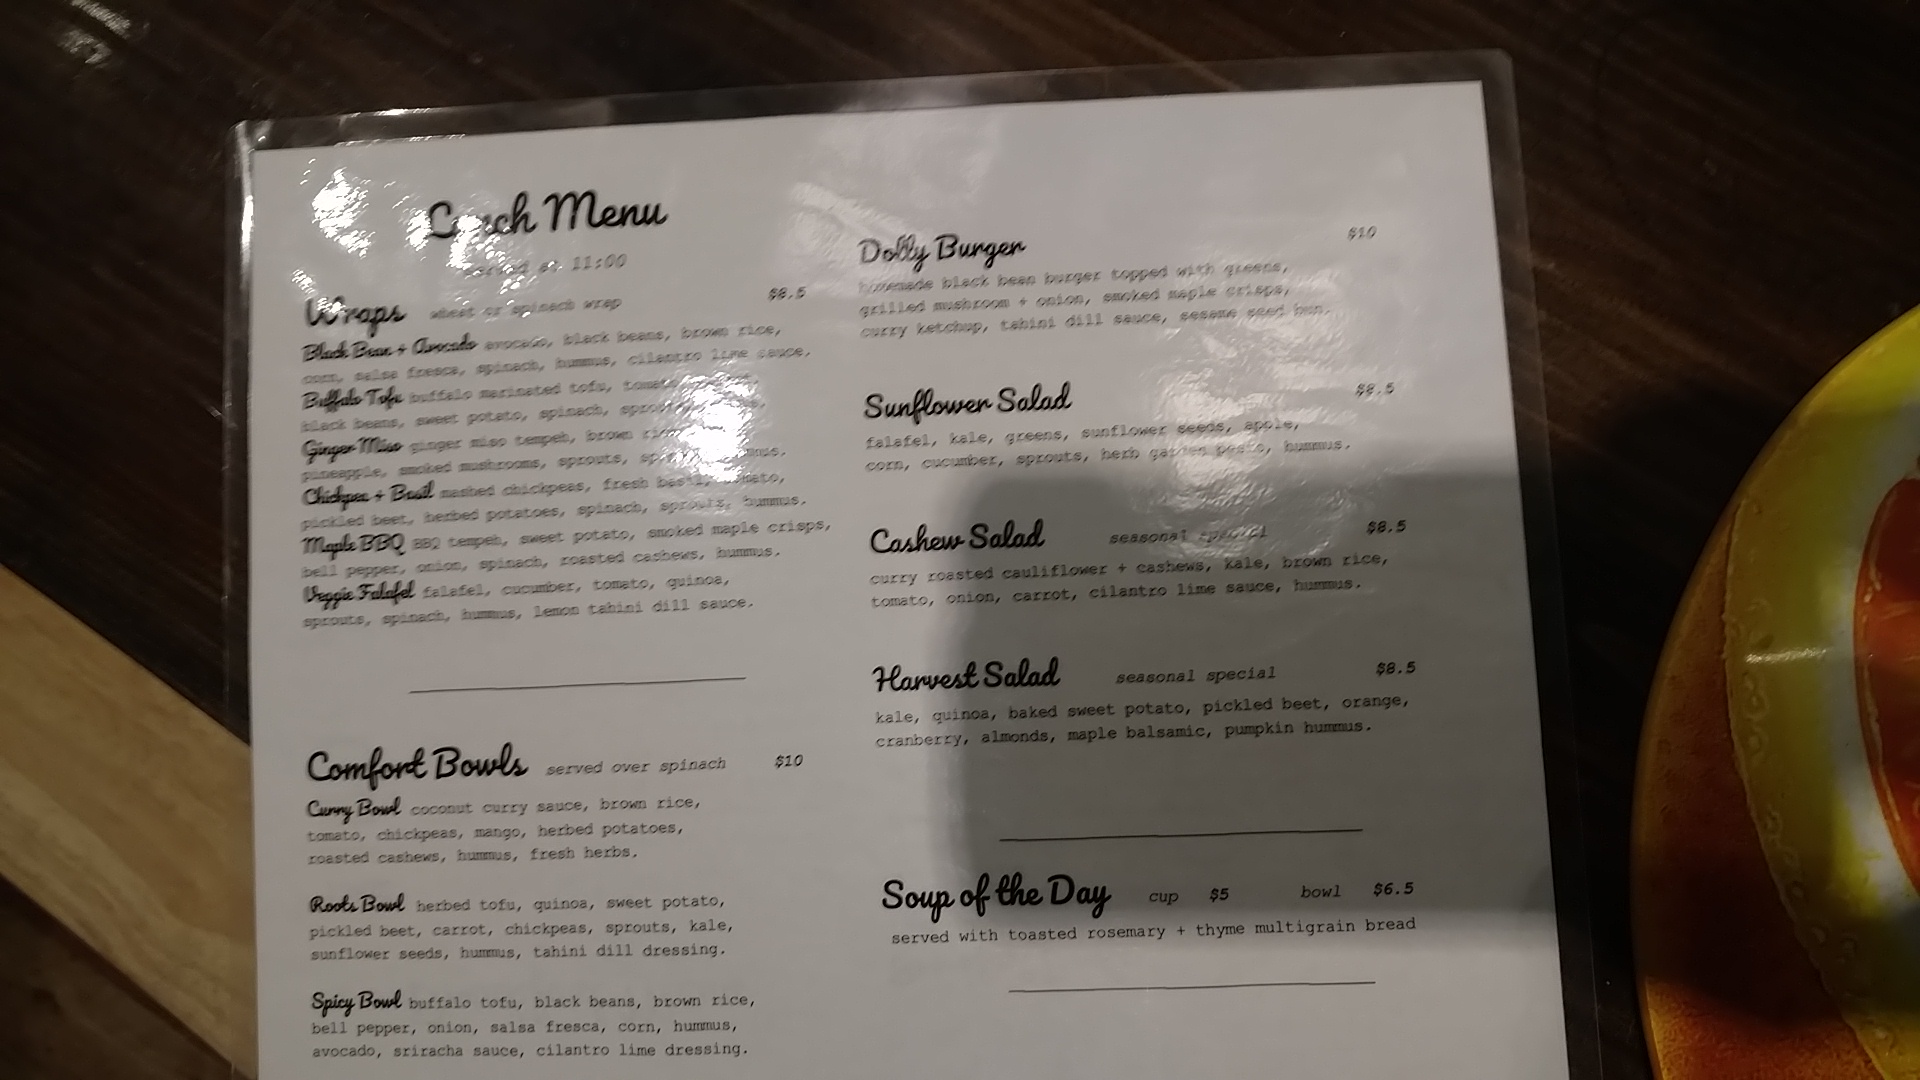 Lunch Menu
served at 11:00
Wraps wheat or spinach wrap $8.5
Black Bean + Avocado avocado, black beans, brown rice,
corn, salsa fresca, spinach, hummus, cilantro lime sauce.
Buffalo Tofu buffalo marinated tofu, tomato,
black beans, sweet potato, spinach,
Ginger Miso ginger miso tempeh, brown
pineapple, smoked mushrooms, sprouts, hummus.
Chickpea + Basil mashed chickpeas, fresh basil, tomato,
pickled beet, herbed potatoes, spinach, sprouts, hummus.
Maple BBQ BBQ tempeh, sweet potato, smoked maple crisps,
bell pepper, onion, spinach, roasted cashews, hummus.
Veggie Falafel falafel, cucumber, tomato, quinoa,
sprouts, spinach, hummus, lemon tahini dill sauce.
Comfort Bowls served over spinach $10
Curry Bowl coconut curry sauce, brown rice,
tomato, chickpeas, mango, herbed potatoes,
roasted cashews, hummus, fresh herbs.
Roots Bowl herbed tofu, quinoa, sweet potato,
pickled beet, carrot, chickpeas, sprouts, kale,
sunflower seeds, hummus, tahini dill dressing.
Spicy Bowl buffalo tofu, black beans, brown rice,
bell pepper, onion, salsa fresca, corn, hummus,
avocado, sriracha sauce, cilantro lime dressing.
Dolly Burger $10
homemade black bean burger topped with greens,
grilled mushroom + onion, smoked maple crisps,
curry ketchup, tahini dill sauce, sesame seed bun.
Sunflower Salad $8.5
falafel, kale, greens, sunflower seeds, apple,
corn, cucumber, sprouts, herb garden pesto, hummus.
Cashew Salad seasonal special $8.5
curry roasted cauliflower + cashews, kale, brown rice,
tomato, onion, carrot, cilantro lime sauce, hummus.
Harvest Salad seasonal special $8.5
kale, quinoa, baked sweet potato, pickled beet, orange,
cranberry, almonds, maple balsamic, pumpkin hummus.
Soup of the Day cup $5 bowl $6.5
served with toasted rosemary + thyme multigrain bread